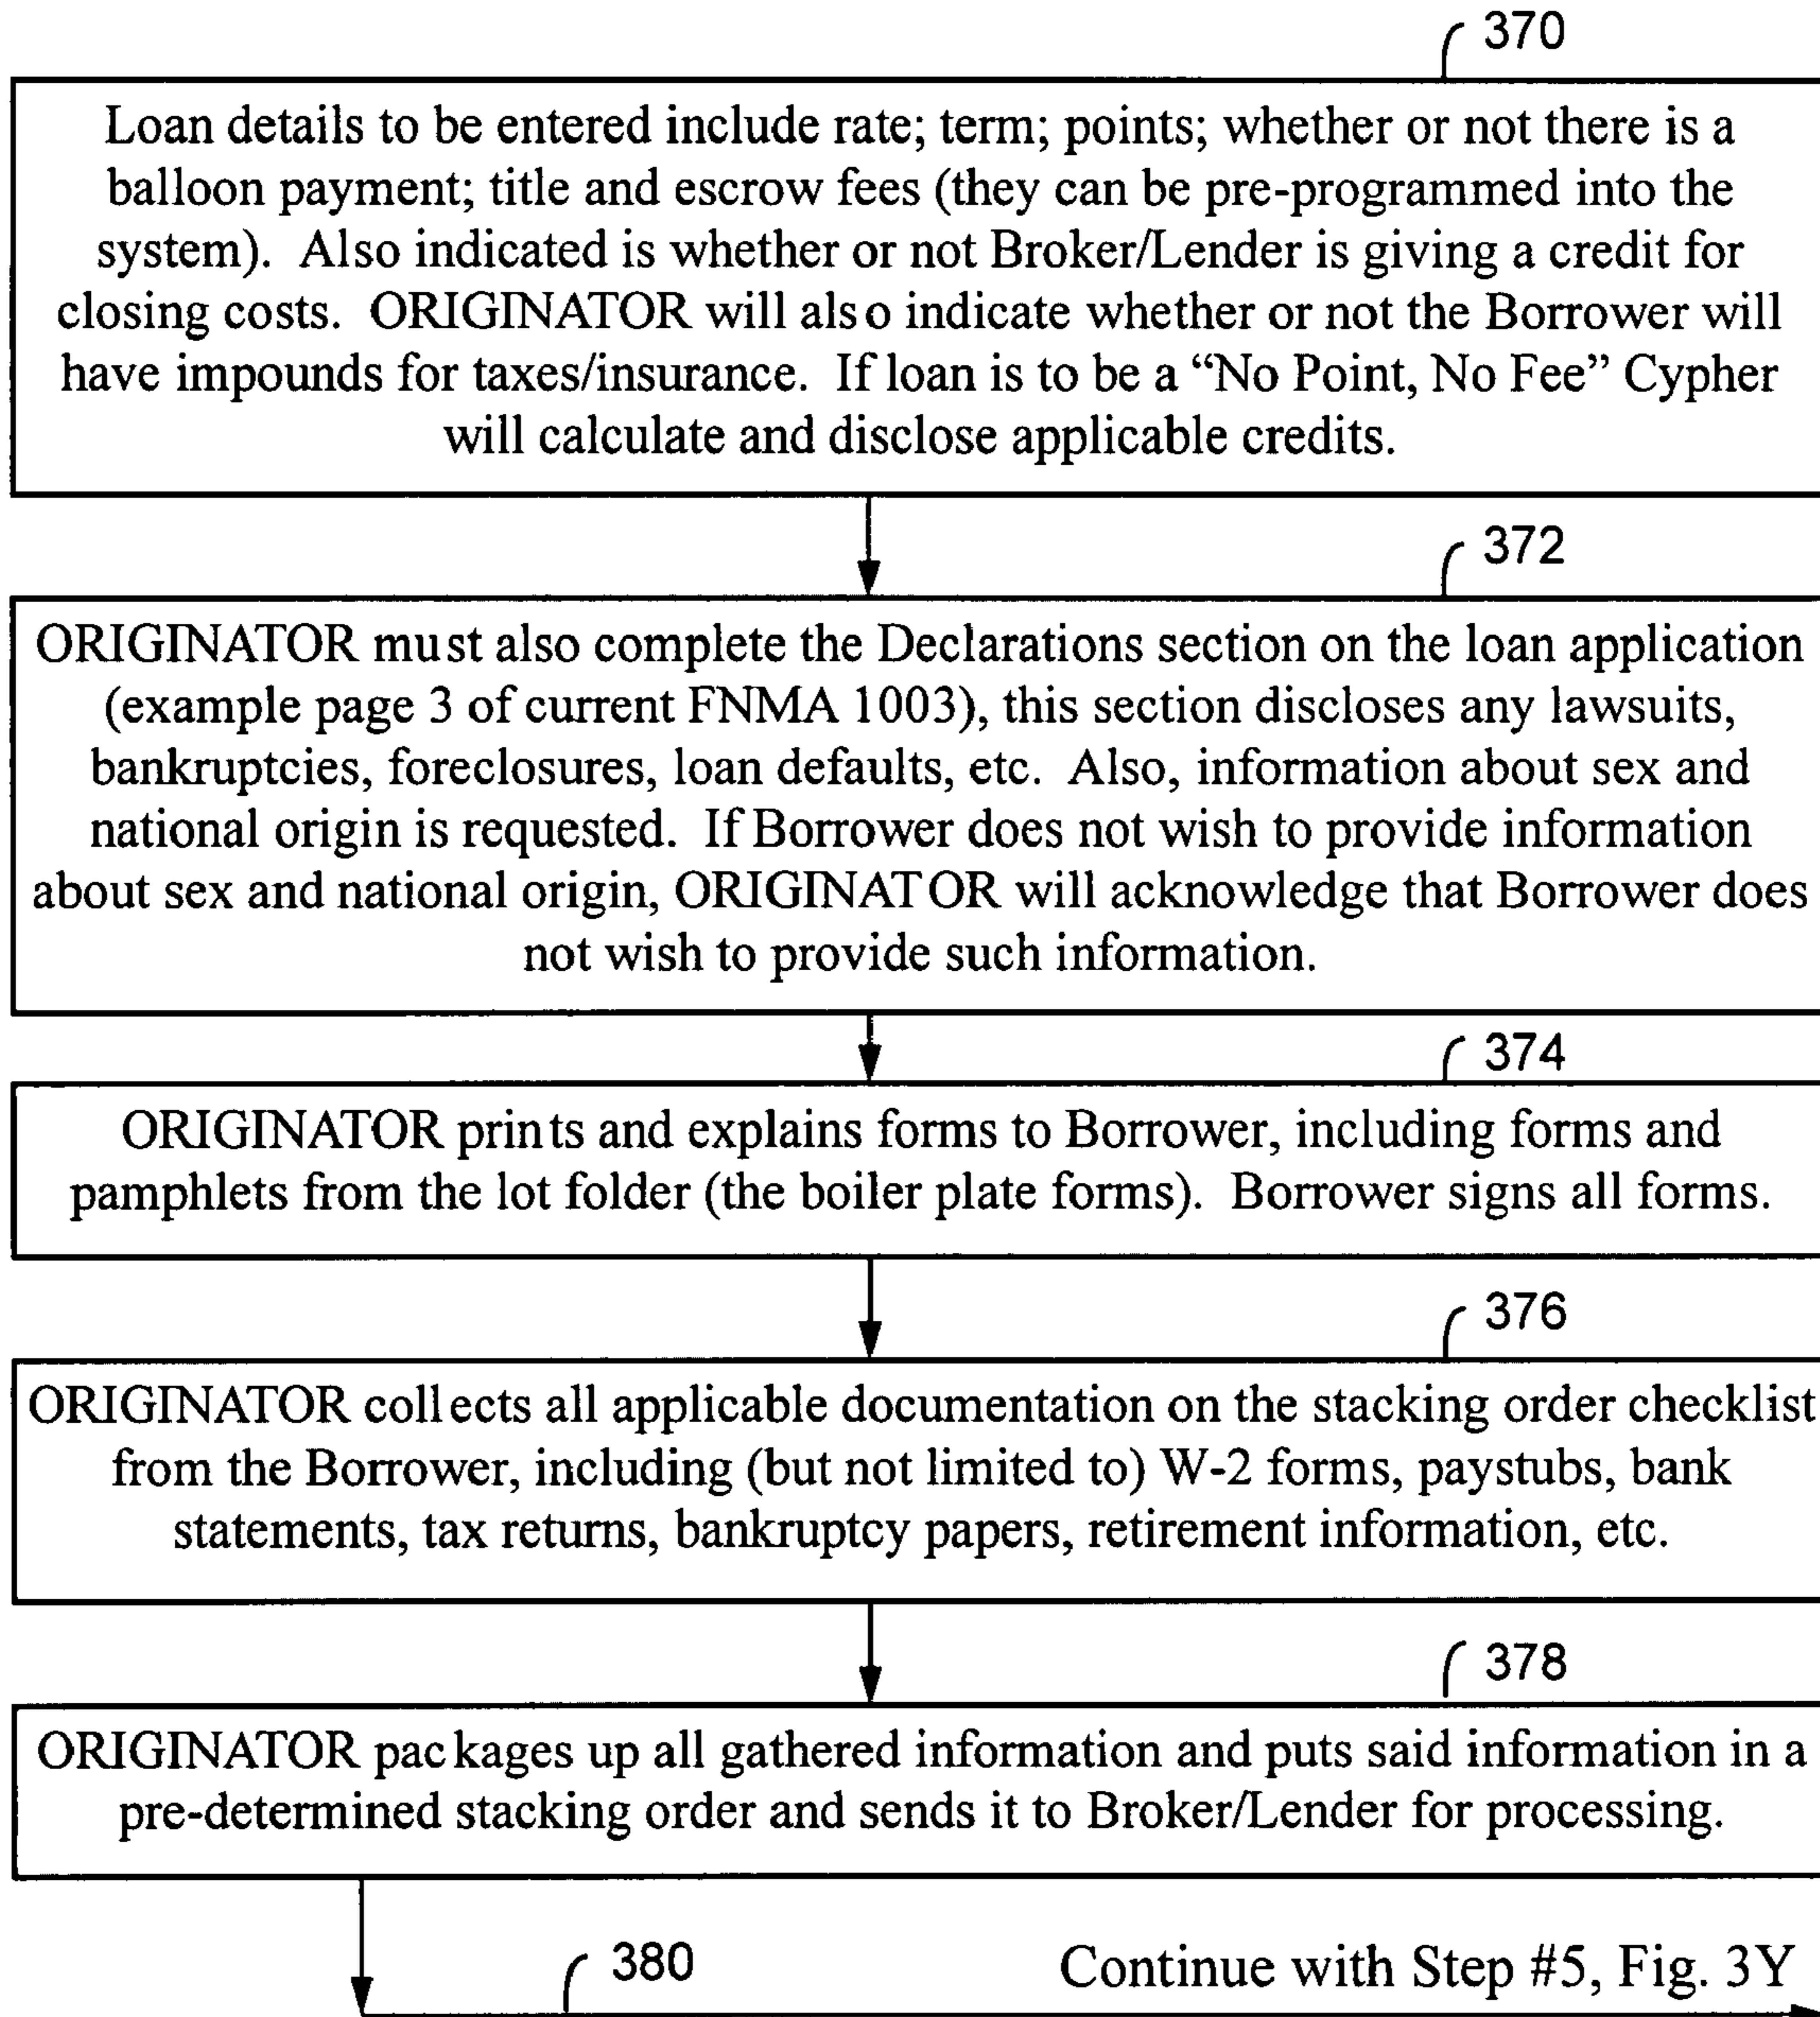 370
Loan details to be entered include rate; term; points; whether or not there is a
balloon payment; title and escrow fees (they can be pre-programmed into the
system). Also indicated is whether or not Broker/Lender is giving a credit for
closing costs. ORIGINATOR will also indicate whether or not the Borrower will
have impounds for taxes/insurance. If loan is to be a “No Point, No Fee” Cypher
will calculate and disclose applicable credits.
372
ORIGINATOR must also complete the Declarations section on the loan application
(example page 3 of current FNMA 1003), this section discloses any lawsuits,
bankruptcies, foreclosures, loan defaults, etc. Also, information about sex and
national origin is requested. If Borrower does not wish to provide information
about sex and national origin, ORIGINATOR will acknowledge that Borrower does
not wish to provide such information.
374
ORIGINATOR prints and explains forms to Borrower, including forms and
pamphlets from the lot folder (the boiler plate forms). Borrower signs all forms.
376
ORIGINATOR collects all applicable documentation on the stacking order checklist
from the Borrower, including (but not limited to) W-2 forms, paystubs, bank
statements, tax returns, bankruptcy papers, retirement information, etc.
378
ORIGINATOR packages up all gathered information and puts said information in a
pre-determined stacking order and sends it to Broker/Lender for processing.
380
Continue with Step #5, Fig. 3Y